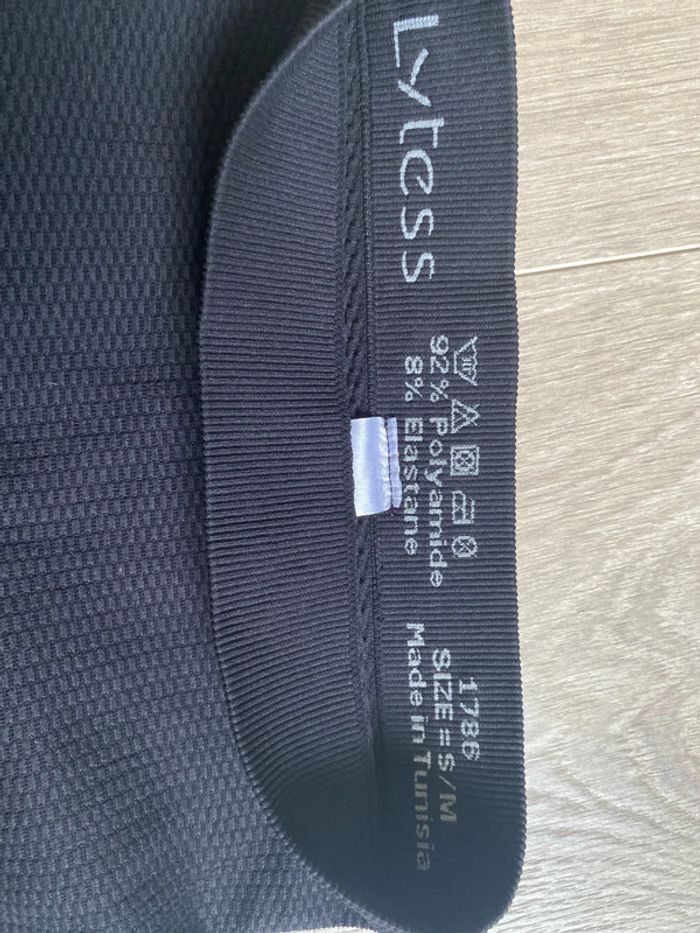 Lytess
92% Polyamide
8% Elastane
1786
SIZE = S/M
Made in Tunisia